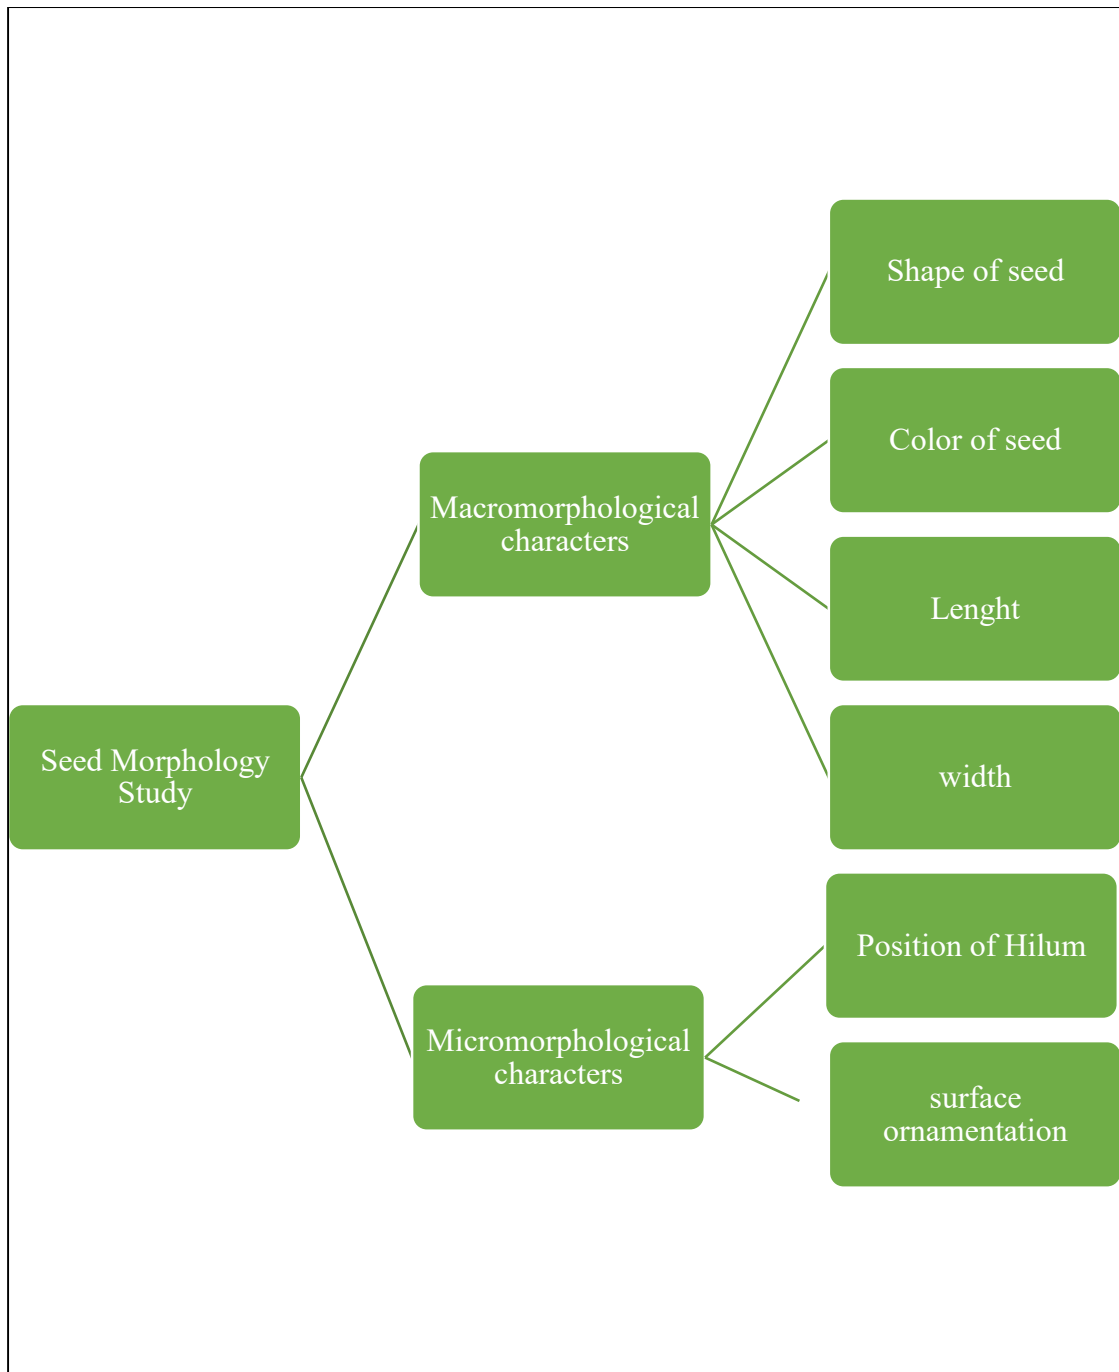 Seed Morphology
Study
Macromorphological
characters
Shape of seed
Color of seed
Lenght
width
Micromorphological
characters
Position of Hilum
surface
ornamentation